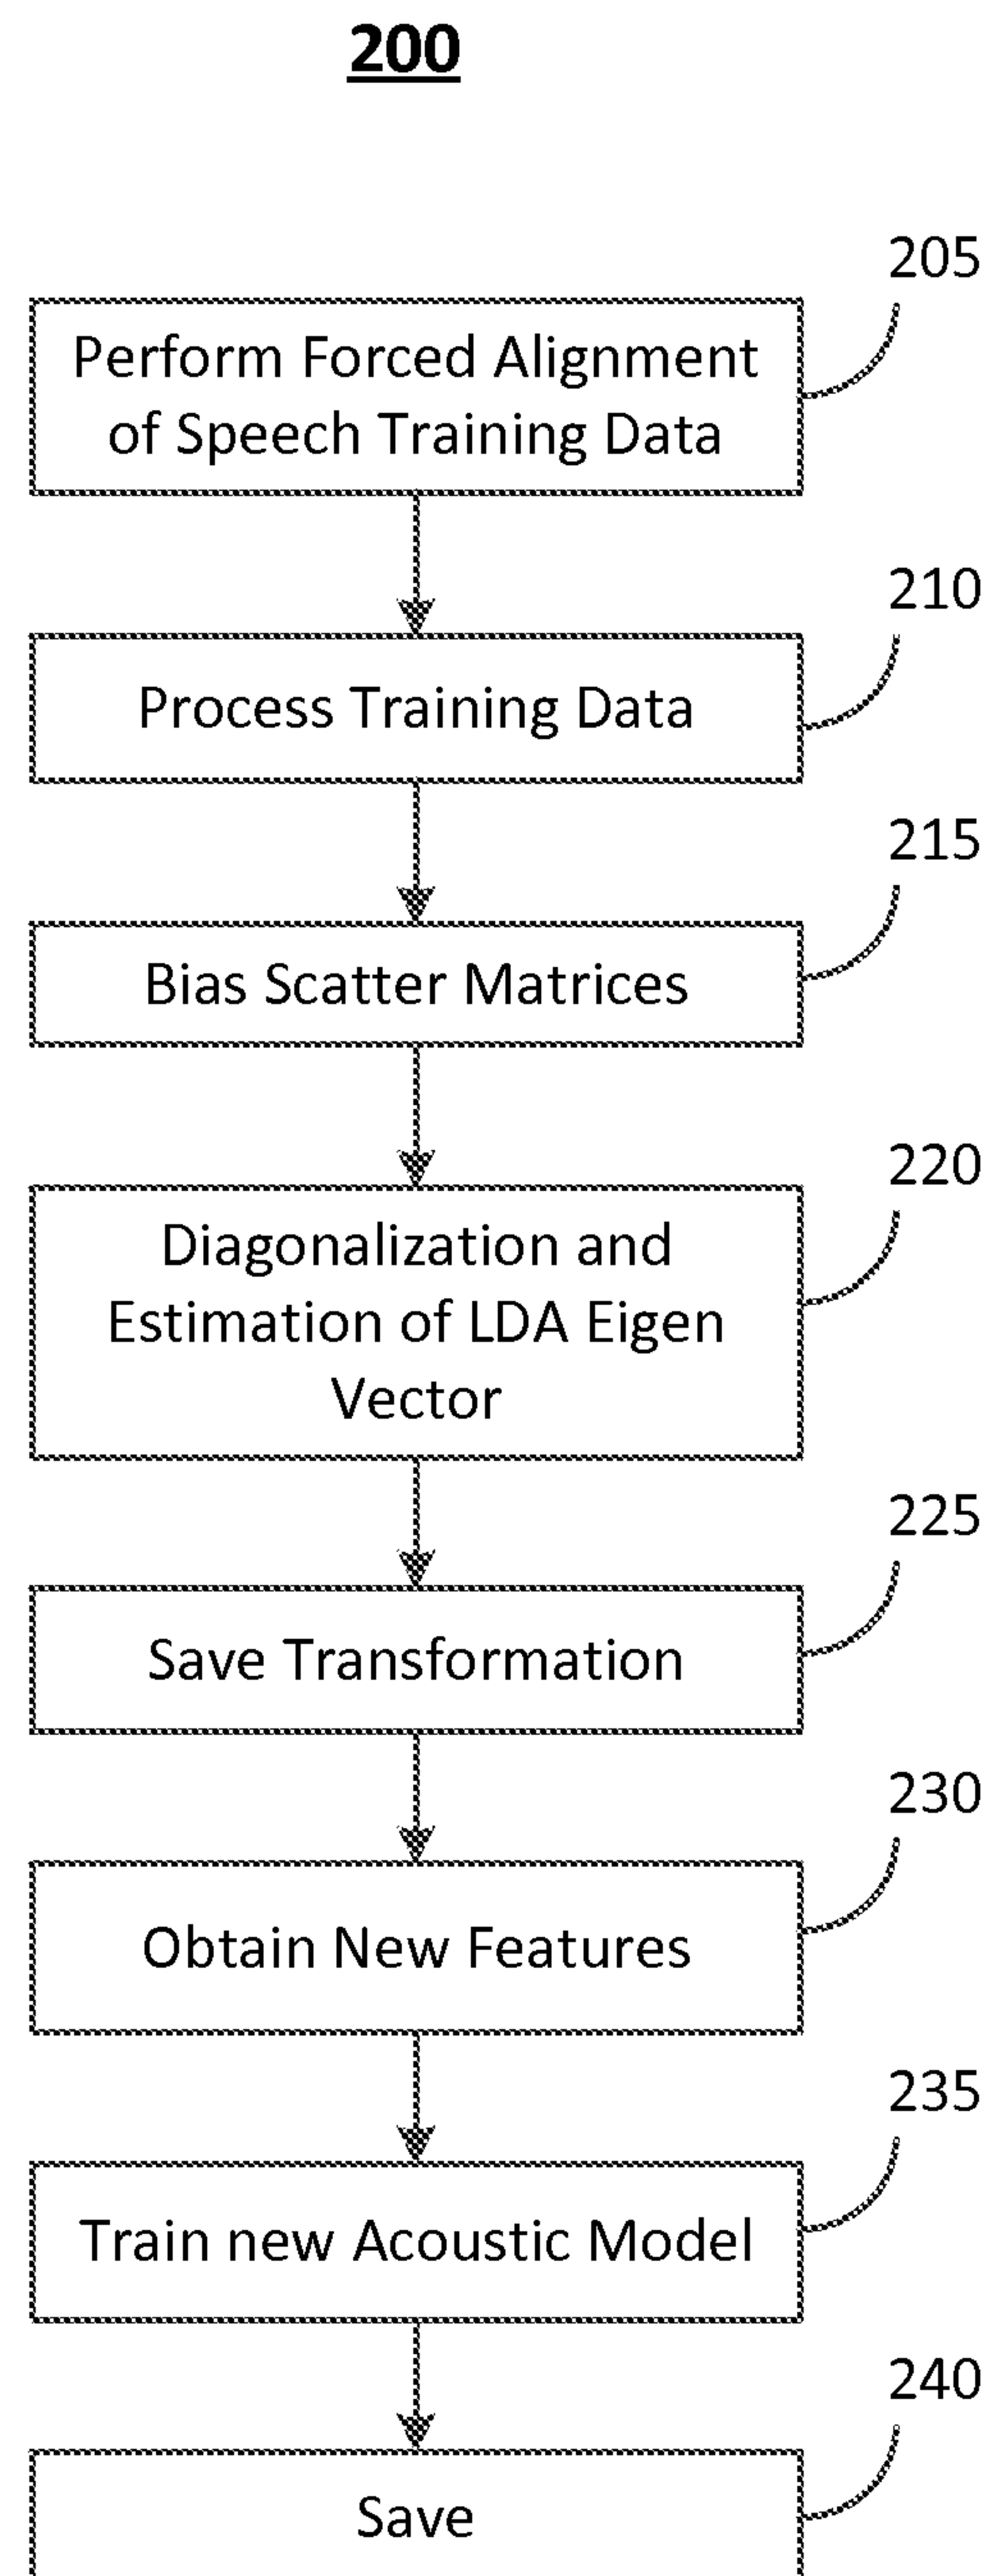 200
205
Perform Forced Alignment
of Speech Training Data
210
Process Training Data
215
Bias Scatter Matrices
220
Diagonalization and
Estimation of LDA Eigen
Vector
225
Save Transformation
230
Obtain New Features
235
Train new Acoustic Model
240
Save